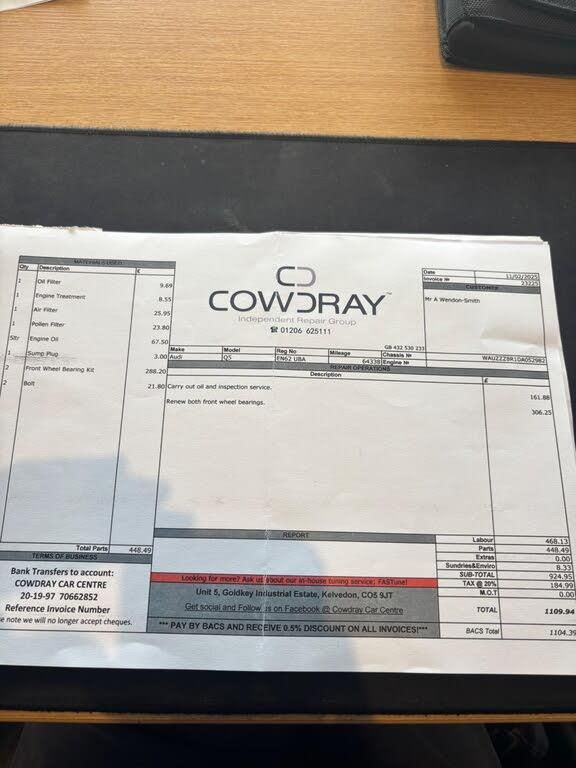 MATERIALS USED
Qty Description £
1 Oil Filter 9.69
1 Engine Treatment 8.55
1 Air Filter 25.95
1 Pollen Filter 23.80
5ltr Engine Oil 67.50
1 Sump Plug 3.00
2 Front Wheel Bearing Kit 288.20
2 Bolt 21.80
Total Parts 448.49
TERMS OF BUSINESS
Bank Transfers to account:
COWDRAY CAR CENTRE
20-19-97 70662852
Reference Invoice Number
note we will no longer accept cheques.
COWDRAY™
Independent Repair Group
☎ 01206 625111
GB 432 530 233
Date 11/02/2025
Invoice № 23225
CUSTOMER
Mr A Wendon-Smith
Make Model Reg No Mileage Chassis № WAUZZZ8R1DA052982
Audi Q5 EN62 UBA 64338 Engine №
REPAIR OPERATIONS
Description £
Carry out oil and inspection service. 161.88
Renew both front wheel bearings. 306.25
REPORT
Looking for more? Ask us about our in-house tuning service; FASTune!
Unit 5, Goldkey Industrial Estate, Kelvedon, CO5 9JT
Get social and Follow us on Facebook @ Cowdray Car Centre
*** PAY BY BACS AND RECEIVE 0.5% DISCOUNT ON ALL INVOICES!***
Labour 468.13
Parts 448.49
Extras 0.00
Sundries&Enviro 8.33
SUB-TOTAL 924.95
TAX @ 20% 184.99
M.O.T 0.00
TOTAL 1109.94
BACS Total 1104.39